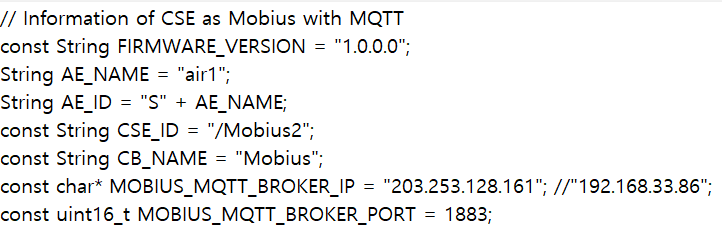 // Information of CSE as Mobius with MQTT
const String FIRMWARE_VERSION = "1.0.0.0";
String AE_NAME = "air1";
String AE_ID = "S" + AE_NAME;
const String CSE_ID = "/Mobius2";
const String CB_NAME = "Mobius";
const char* MOBIUS_MQTT_BROKER_IP = "203.253.128.161"; //"192.168.33.86";
const uint16_t MOBIUS_MQTT_BROKER_PORT = 1883;